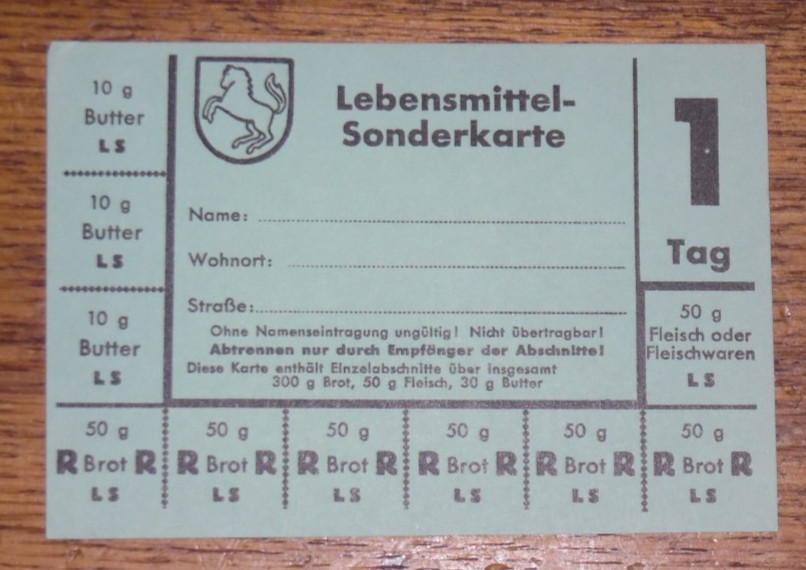 10 g
Butter
LS
10 g
Butter
LS
10 g
Butter
LS
Lebensmittel-
Sonderkarte
Name:
Wohnort:
Straße:
Ohne Namenseintragung ungültig! Nicht übertragbar!
Abtrennen nur durch Empfänger der Abschnitte!
Diese Karte enthält Einzelabschnitte über insgesamt
300 g Brot, 50 g Fleisch, 30 g Butter
1
Tag
50 g
Fleisch oder
Fleischwaren
LS
50 g
R Brot R
LS
50 g
R Brot R
LS
50 g
R Brot R
LS
50 g
R Brot R
LS
50 g
R Brot R
LS
50 g
R Brot R
LS